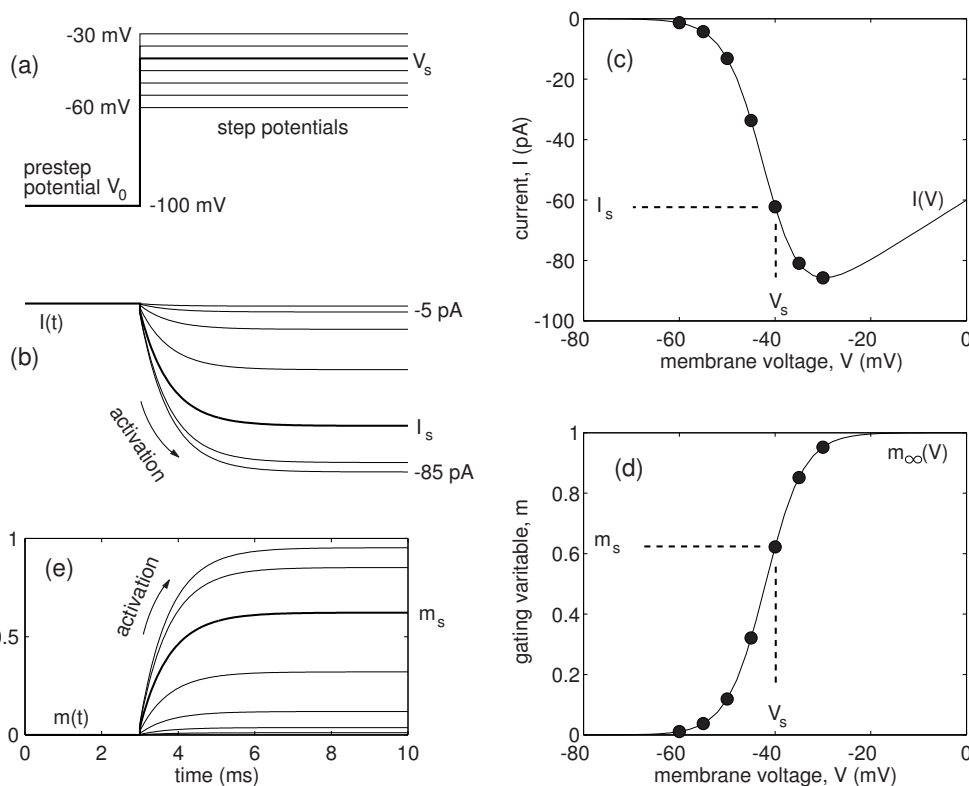 (a)
-30 mV
V_s
-60 mV
step potentials
prestep
potential V_0
-100 mV
I(t)
-5 pA
(b)
activation
I_s
-85 pA
1
(e)
activation
m_s
0.5
m(t)
0
0 2 4 6 8 10
time (ms)
0
(c)
-20
current, I (pA)
-40
-60
I_s
I(V)
-80
V_s
-100
-80 -60 -40 -20 0
membrane voltage, V (mV)
1
(d)
m_∞(V)
0.8
gating varitable, m
m_s
0.6
0.4
0.2
V_s
0
-80 -60 -40 -20 0
membrane voltage, V (mV)